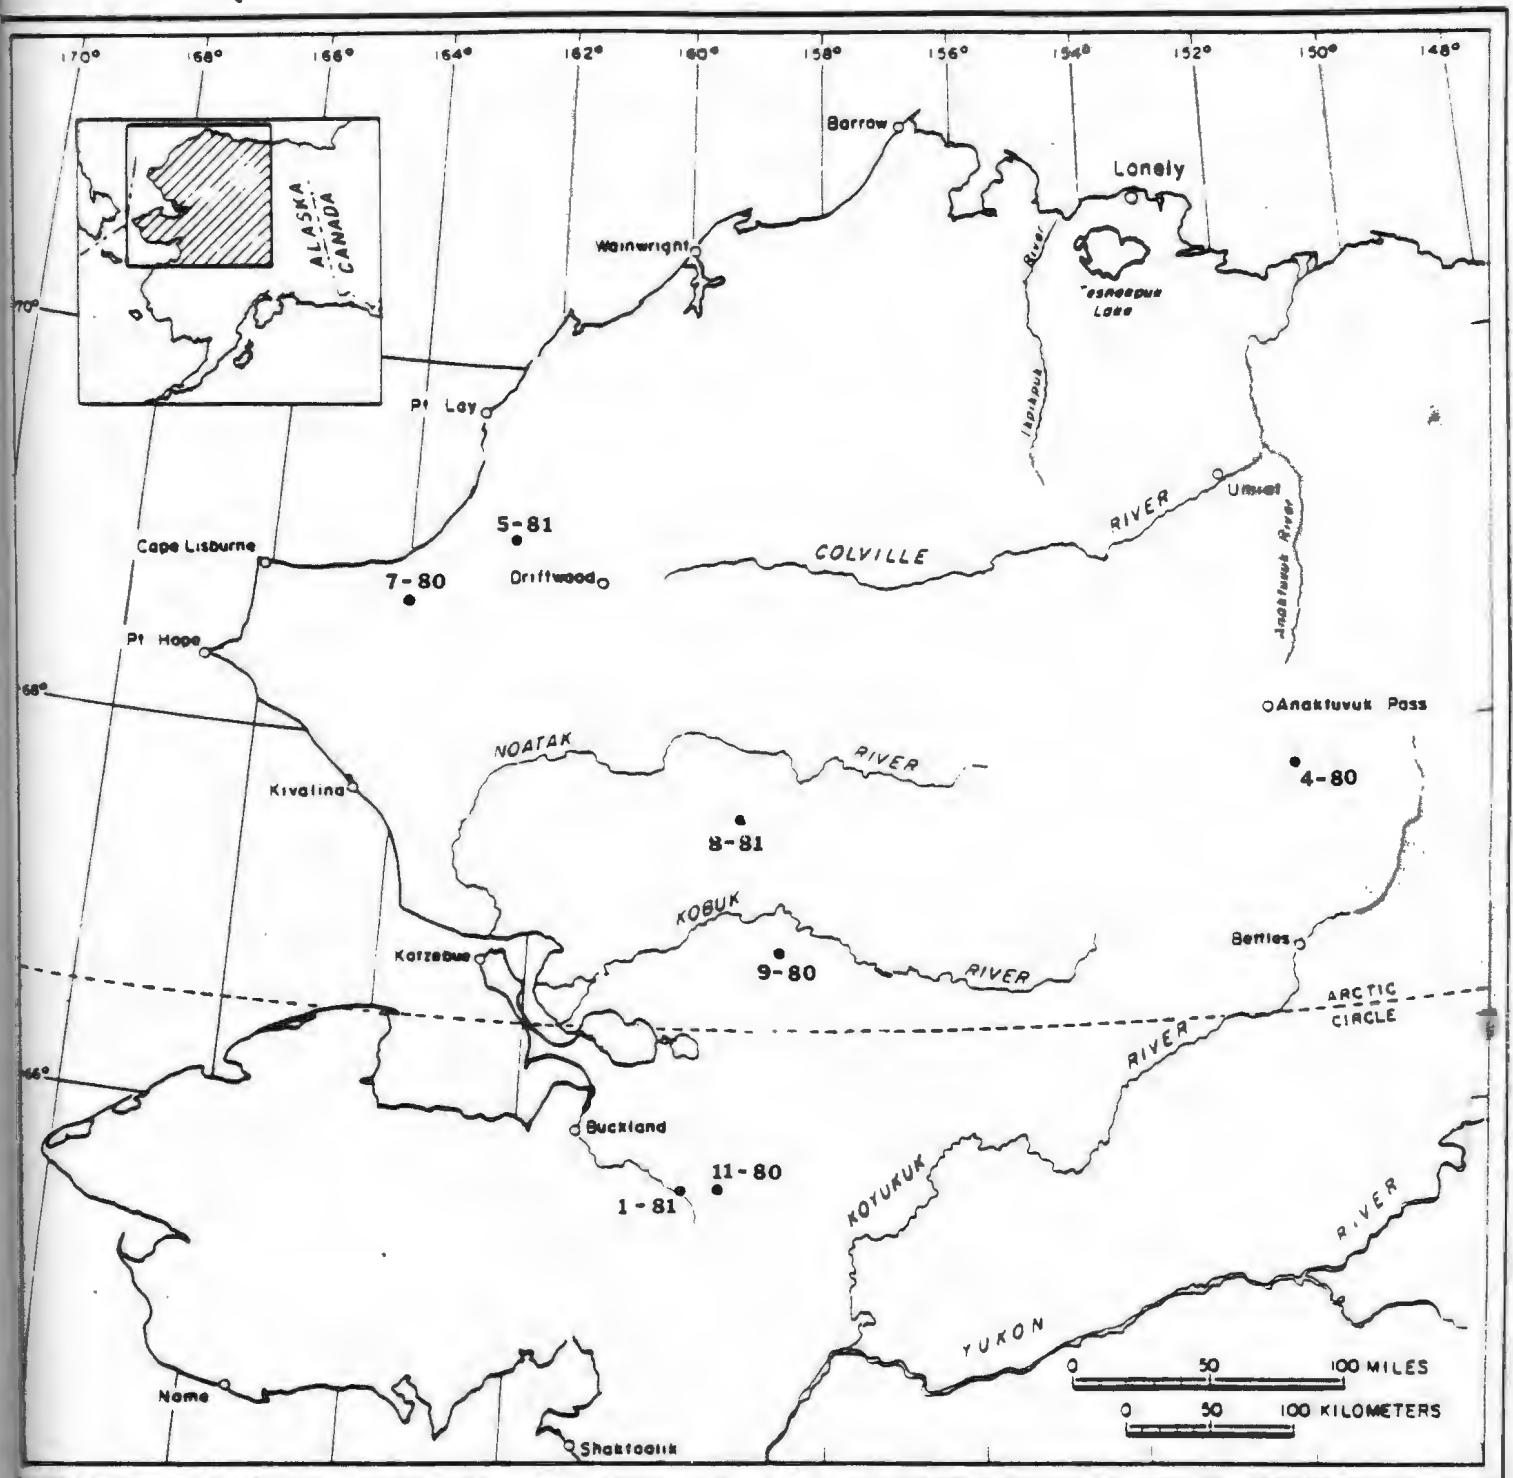 170° 168° 166° 164° 162° 160° 158° 156° 154° 152° 150° 148°
Barrow
Lonely
ALASKA
CANADA
Wainwright
River
70°
Lake
Pt Lay
Ikpikpuk
Umiat
RIVER
5-81
Cape Lisburne
COLVILLE
Anaktuvuk River
7-80
Driftwood
Pt Hope
68°
Anaktuvuk Pass
NOATAK
RIVER
4-80
Kivalina
8-81
KOBUK
Bettles
Kotzebue
9-80
RIVER
ARCTIC
CIRCLE
RIVER
66°
Buckland
11-80
KOYUKUK
1-81
RIVER
YUKON
0 50 100 MILES
Nome
0 50 100 KILOMETERS
Shaktoolik